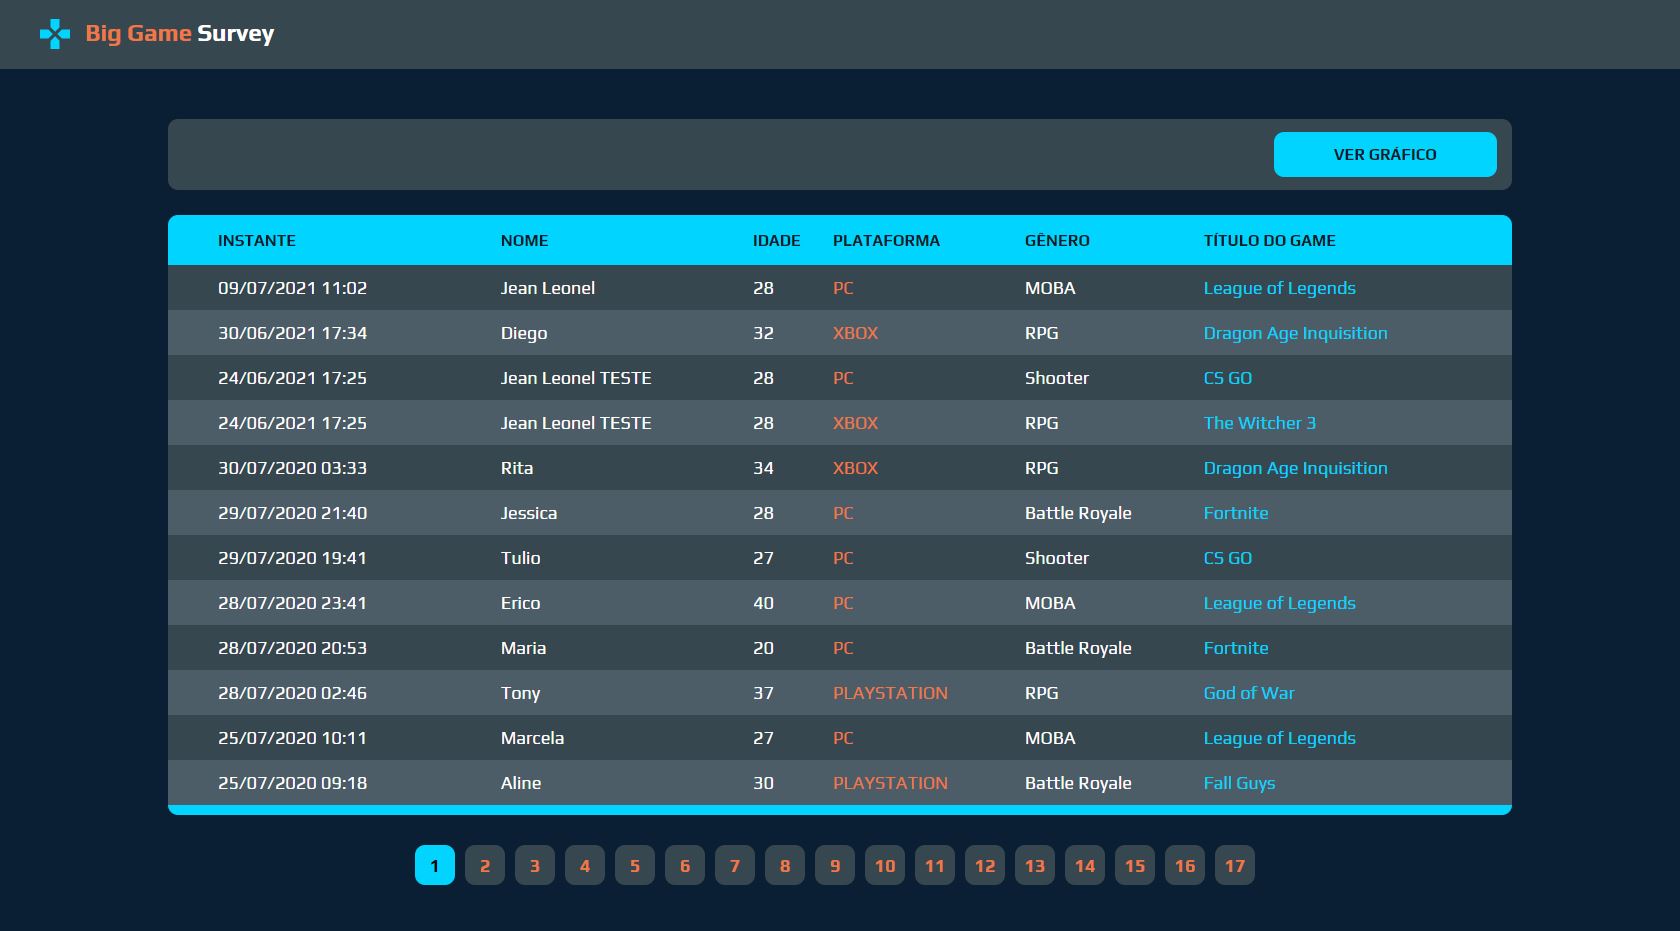 Big Game Survey
VER GRÁFICO
INSTANTE NOME IDADE PLATAFORMA GÊNERO TÍTULO DO GAME
09/07/2021 11:02 Jean Leonel 28 PC MOBA League of Legends
30/06/2021 17:34 Diego 32 XBOX RPG Dragon Age Inquisition
24/06/2021 17:25 Jean Leonel TESTE 28 PC Shooter CS GO
24/06/2021 17:25 Jean Leonel TESTE 28 XBOX RPG The Witcher 3
30/07/2020 03:33 Rita 34 XBOX RPG Dragon Age Inquisition
29/07/2020 21:40 Jessica 28 PC Battle Royale Fortnite
29/07/2020 19:41 Tulio 27 PC Shooter CS GO
28/07/2020 23:41 Erico 40 PC MOBA League of Legends
28/07/2020 20:53 Maria 20 PC Battle Royale Fortnite
28/07/2020 02:46 Tony 37 PLAYSTATION RPG God of War
25/07/2020 10:11 Marcela 27 PC MOBA League of Legends
25/07/2020 09:18 Aline 30 PLAYSTATION Battle Royale Fall Guys
1 2 3 4 5 6 7 8 9 10 11 12 13 14 15 16 17